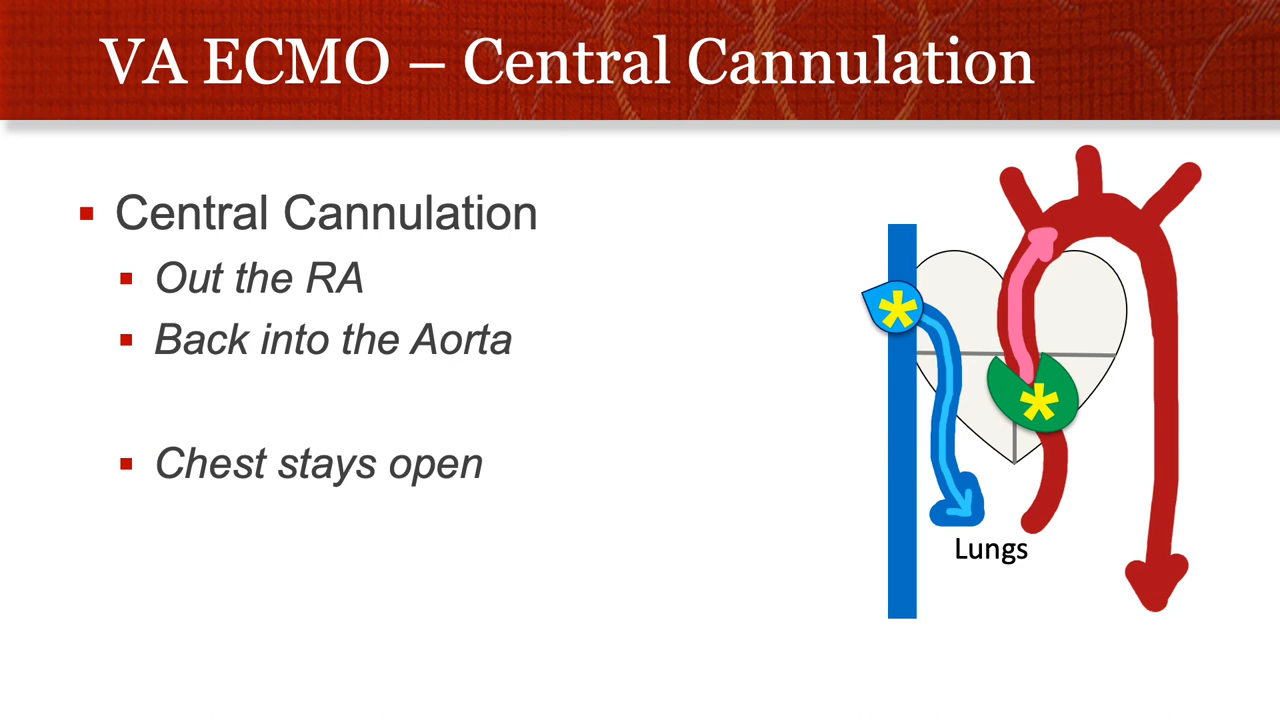 VA ECMO – Central Cannulation
Central Cannulation
Out the RA
Back into the Aorta
Chest stays open
*
*
Lungs